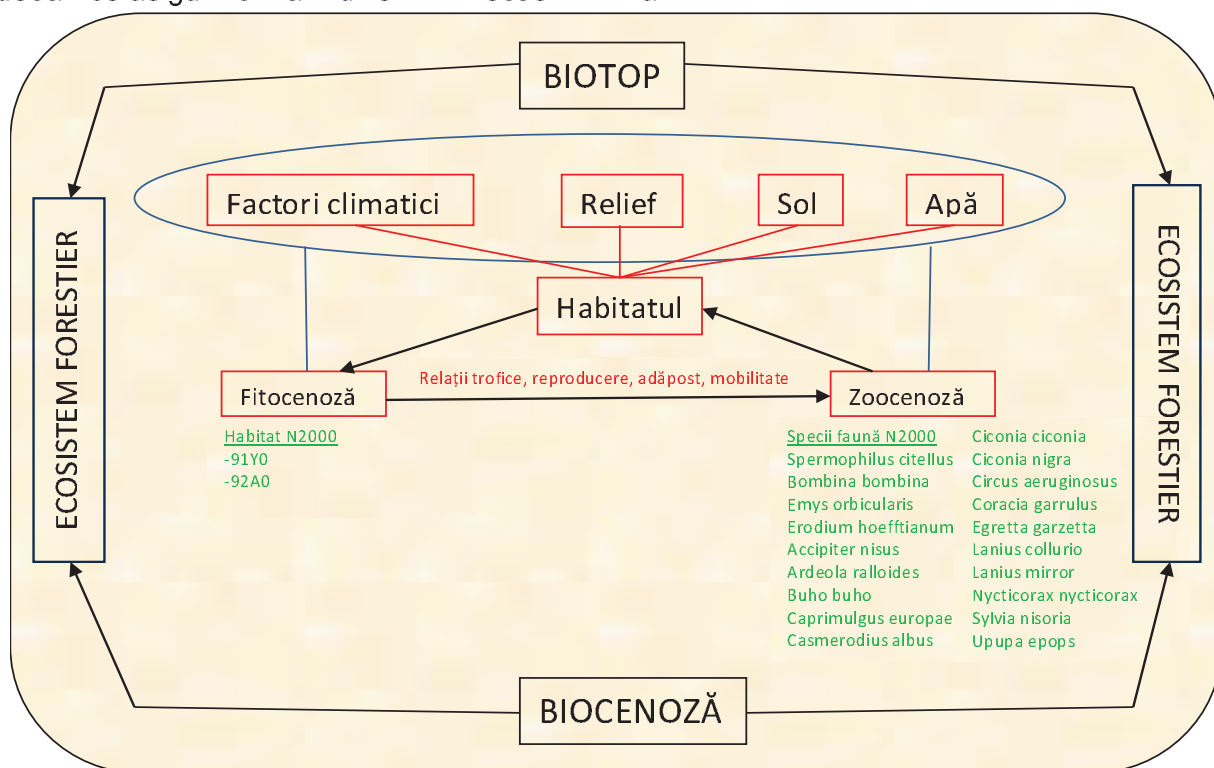 BIOTOP
Factori climatici
Relief
Sol
Apă
ECOSISTEM FORESTIER
ECOSISTEM FORESTIER
Habitatul
Relații trofice, reproducere, adăpost, mobilitate
Fitocenoză
Zoocenoză
Habitat N2000
-91Y0
-92A0
Specii faună N2000
Spermophilus citellus
Bombina bombina
Emys orbicularis
Erodium hoefftianum
Accipiter nisus
Ardeola ralloides
Buho buho
Caprimulgus europae
Casmerodius albus
Ciconia ciconia
Ciconia nigra
Circus aeruginosus
Coracia garrulus
Egretta garzetta
Lanius collurio
Lanius mirror
Nycticorax nycticorax
Sylvia nisoria
Upupa epops
BIOCENOZĂ